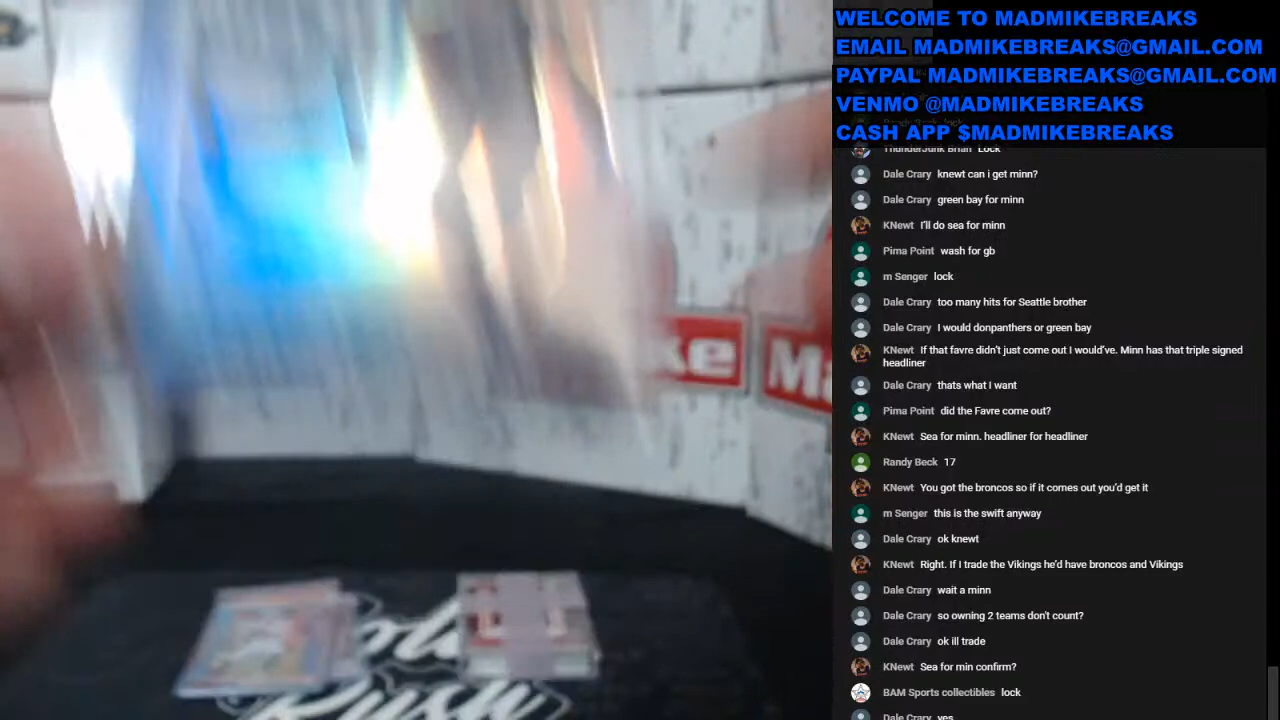 WELCOME TO MADMIKEBREAKS
EMAIL MADMIKEBREAKS@GMAIL.COM
PAYPAL MADMIKEBREAKS@GMAIL.COM
VENMO @MADMIKEBREAKS
CASH APP $MADMIKEBREAKS
ThunderJunk Brian Lock
Dale Crary knewt can i get minn?
Dale Crary green bay for minn
KNewt I'll do sea for minn
Pima Point wash for gb
m Senger lock
Dale Crary too many hits for Seattle brother
Dale Crary I would donpanthers or green bay
KNewt If that favre didn't just come out I would've. Minn has that triple signed
headliner
Dale Crary thats what I want
Pima Point did the Favre come out?
KNewt Sea for minn. headliner for headliner
Randy Beck 17
KNewt You got the broncos so if it comes out you'd get it
m Senger this is the swift anyway
Dale Crary ok knewt
KNewt Right. If I trade the Vikings he'd have broncos and Vikings
Dale Crary wait a minn
Dale Crary so owning 2 teams don't count?
Dale Crary ok ill trade
KNewt Sea for min confirm?
BAM Sports collectibles lock
Dale Crary yes
ke
Ma
Rush